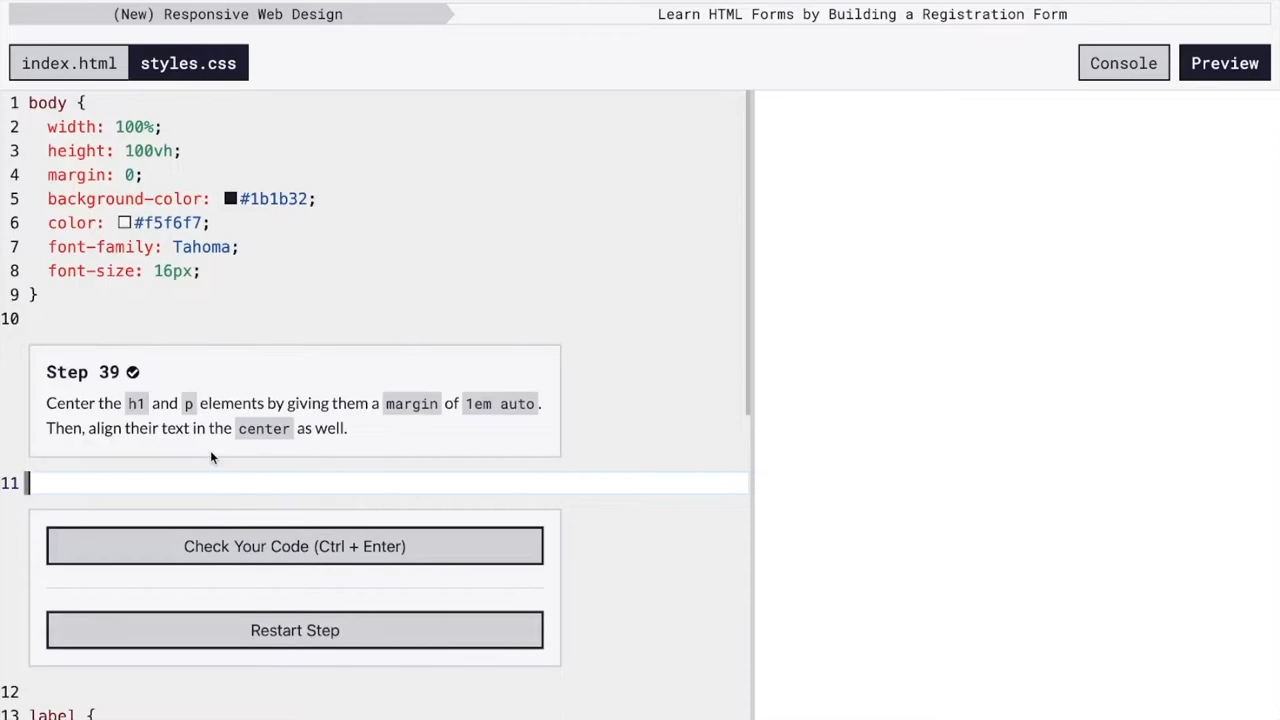 (New) Responsive Web Design
Learn HTML Forms by Building a Registration Form
index.html
styles.css
Console
Preview
1 body {
2 width: 100%;
3 height: 100vh;
4 margin: 0;
5 background-color: #1b1b32;
6 color: #f5f6f7;
7 font-family: Tahoma;
8 font-size: 16px;
9 }
10
Step 39
Center the h1 and p elements by giving them a margin of 1em auto.
Then, align their text in the center as well.
11
Check Your Code (Ctrl + Enter)
Restart Step
12
13 label {